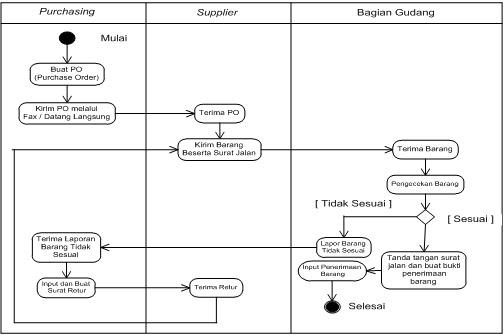 Purchasing
Supplier
Bagian Gudang
Mulai
Buat PO
(Purchase Order)
Kirim PO melalui
Fax / Datang Langsung
Terima PO
Kirim Barang
Beserta Surat Jalan
Terima Barang
Pengecekan Barang
[ Tidak Sesuai ]
[ Sesuai ]
Terima Laporan
Barang Tidak
Sesuai
Lapor Barang
Tidak Sesuai
Tanda tangan surat
jalan dan buat bukti
penerimaan
barang
Input Penerimaan
Barang
Input dan Buat
Surat Retur
Terima Retur
Selesai